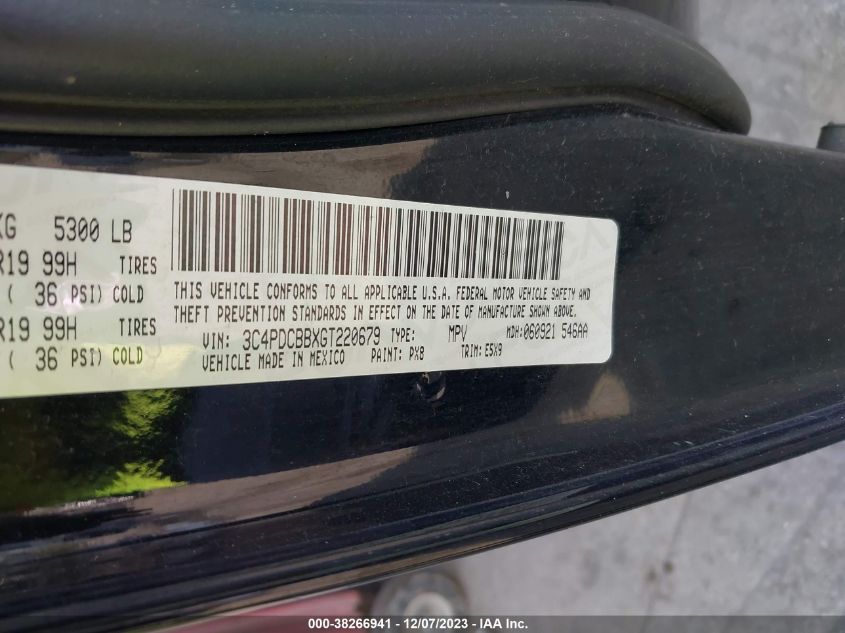 KG 5300 LB
R19 99H TIRES
( 36 PSI) COLD
R19 99H TIRES
( 36 PSI) COLD
THIS VEHICLE CONFORMS TO ALL APPLICABLE U.S.A. FEDERAL MOTOR VEHICLE SAFETY AND
THEFT PREVENTION STANDARDS IN EFFECT ON THE DATE OF MANUFACTURE SHOWN ABOVE.
VIN: 3C4PDCBBXGT220679 TYPE: MPV MDH:060921 546AA
VEHICLE MADE IN MEXICO PAINT: PX8 TRIM: E5X9
000-38266941 - 12/07/2023 - IAA Inc.